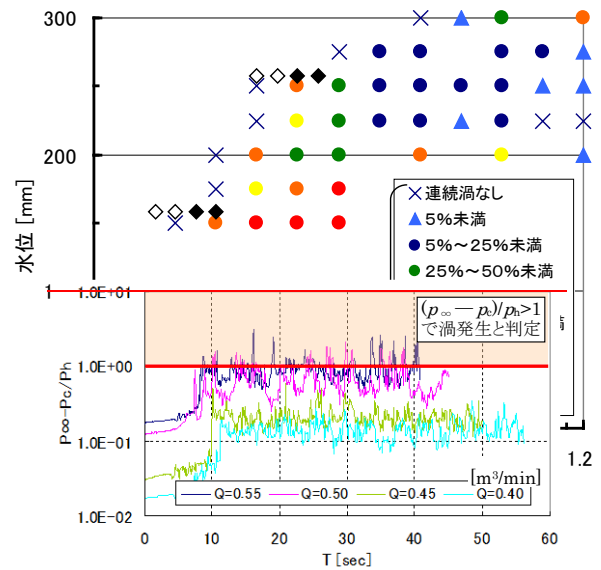 300
200
100
水位 [mm]
連続渦なし
5%未満
5%～25%未満
25%～50%未満
1.2
1.0E+01
1.0E+00
1.0E-01
1.0E-02
P∞-Pc/Ph
(p∞ — pc)/ph>1
で渦発生と判定
[m³/min]
Q=0.55 Q=0.50 Q=0.45 Q=0.40
0 10 20 30 40 50 60
T [sec]